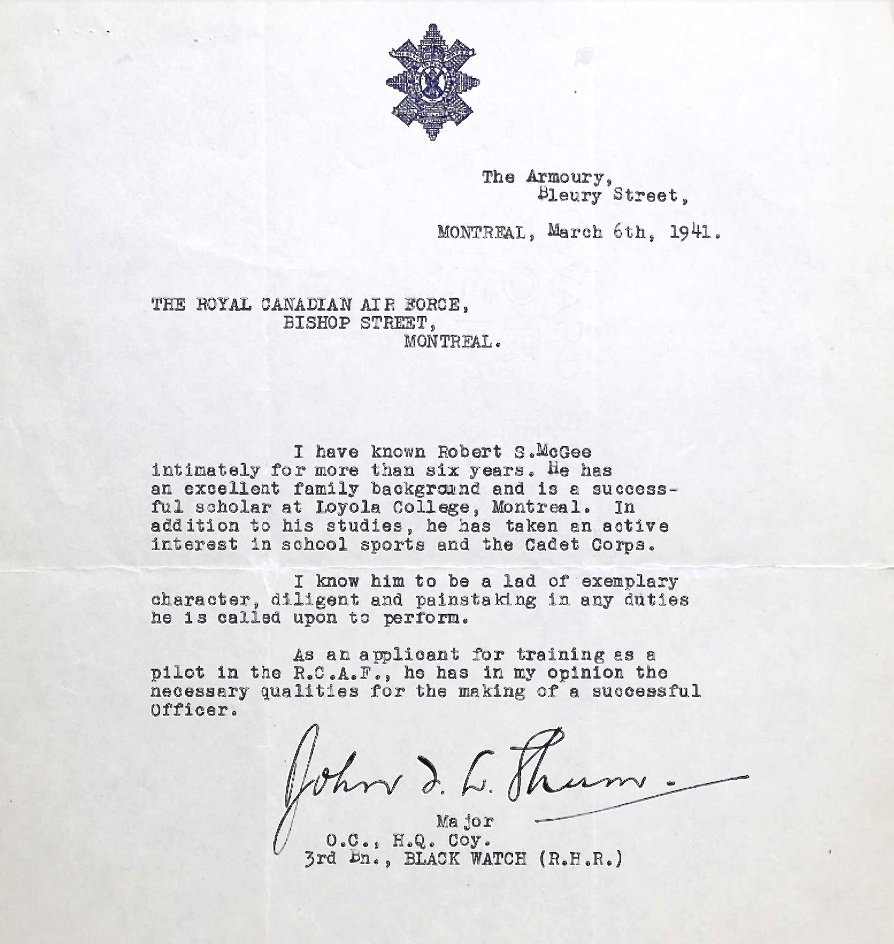 The Armoury,
Bleury Street,
MONTREAL, March 6th, 1941.
THE ROYAL CANADIAN AIR FORCE,
BISHOP STREET,
MONTREAL.
I have known Robert S.McGee
intimately for more than six years. He has
an excellent family background and is a success-
ful scholar at Loyola College, Montreal. In
addition to his studies, he has taken an active
interest in school sports and the Cadet Corps.
I know him to be a lad of exemplary
character, diligent and painstaking in any duties
he is called upon to perform.
As an applicant for training as a
pilot in the R.C.A.F., he has in my opinion the
necessary qualities for the making of a successful
Officer.
John
Major
O.C., H.Q. Coy.
3rd Bn., BLACK WATCH (R.H.R.)